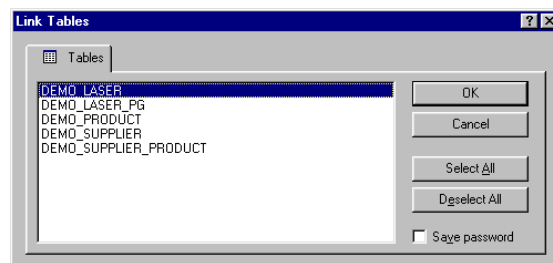 Link Tables
Tables
DEMO_LASER
DEMO_LASER_PG
DEMO_PRODUCT
DEMO_SUPPLIER
DEMO_SUPPLIER_PRODUCT
OK
Cancel
Select All
Deselect All
Save password